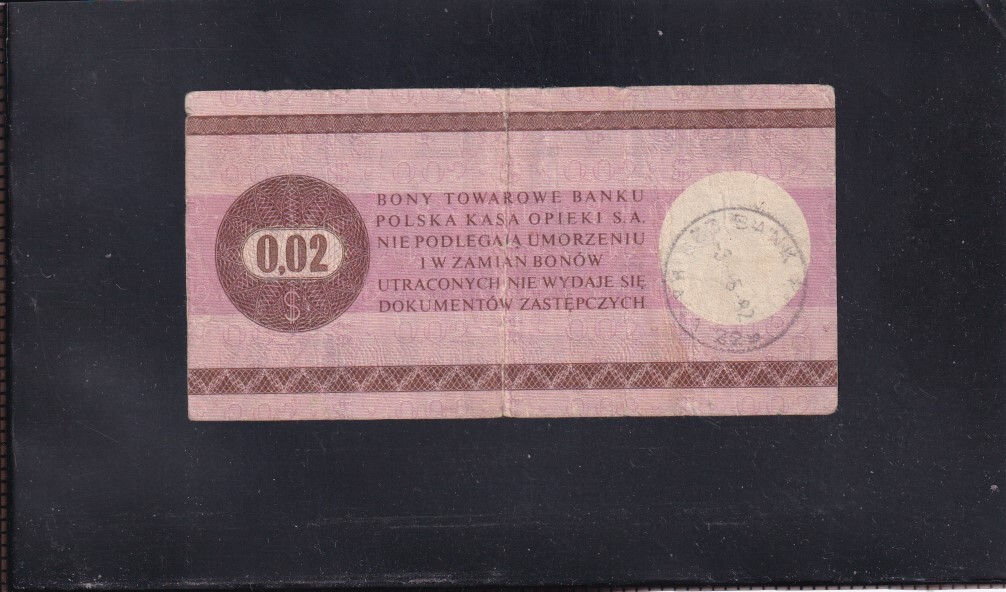 BONY TOWAROWE BANKU
POLSKA KASA OPIEKI S.A.
NIE PODLEGAJĄ UMORZENIU
I W ZAMIAN BONÓW
UTRACONYCH NIE WYDAJE SIĘ
DOKUMENTÓW ZASTĘPCZYCH
0,02
$
BANK